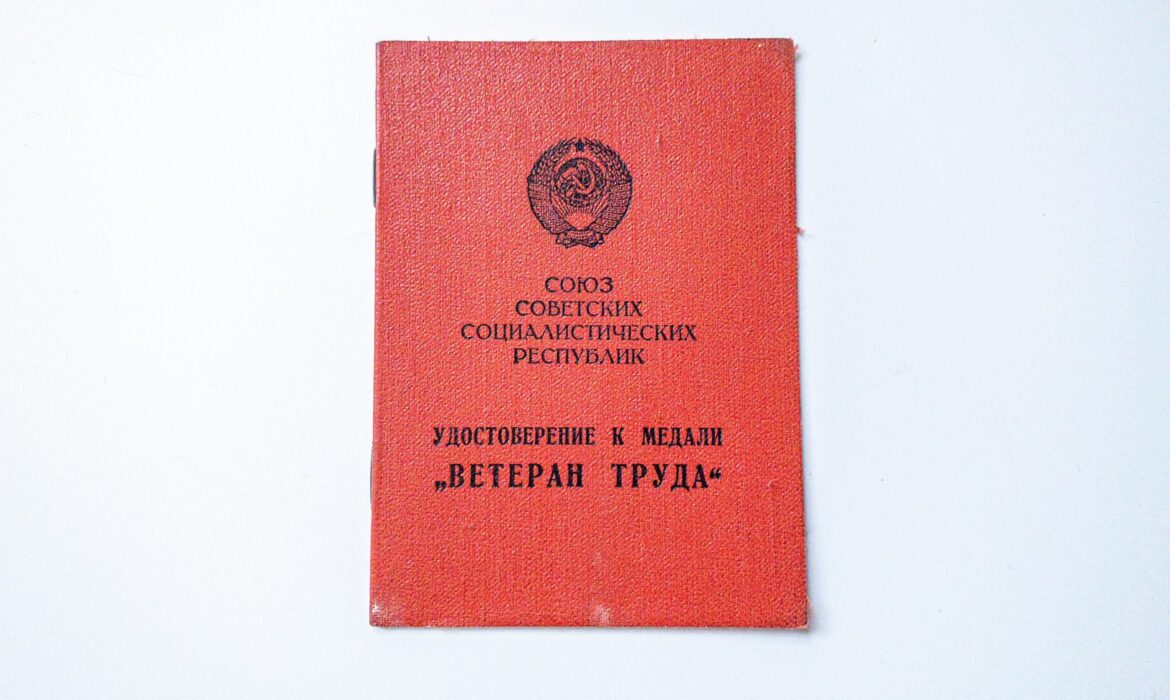 СОЮЗ
СОВЕТСКИХ
СОЦИАЛИСТИЧЕСКИХ
РЕСПУБЛИК
УДОСТОВЕРЕНИЕ К МЕДАЛИ
„ВЕТЕРАН ТРУДА“